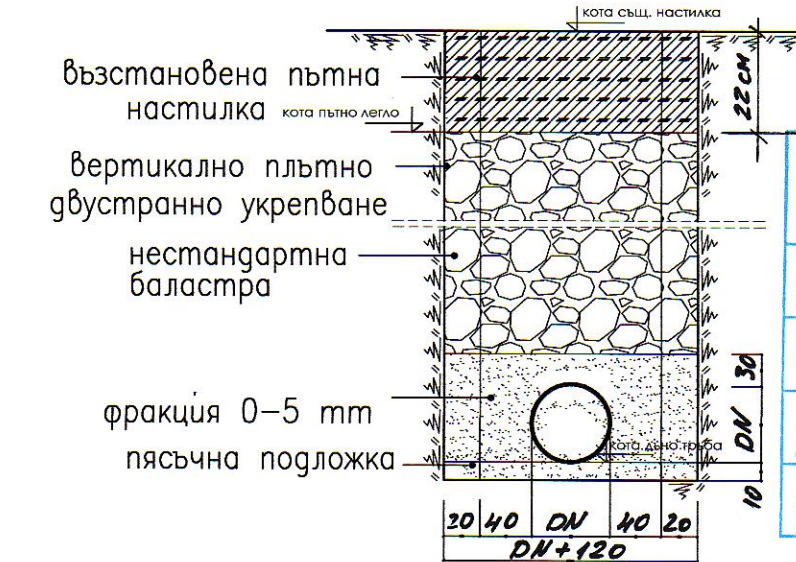 кота същ. настилка
възстановена пътна
настилка
кота пътно легло
22 см
вертикално плътно
двустранно укрепване
нестандартна
баластра
30
фракция 0-5 mm
DN
кота дъно тръба
пясъчна подложка
10
20 40 DN 40 20
DN+120